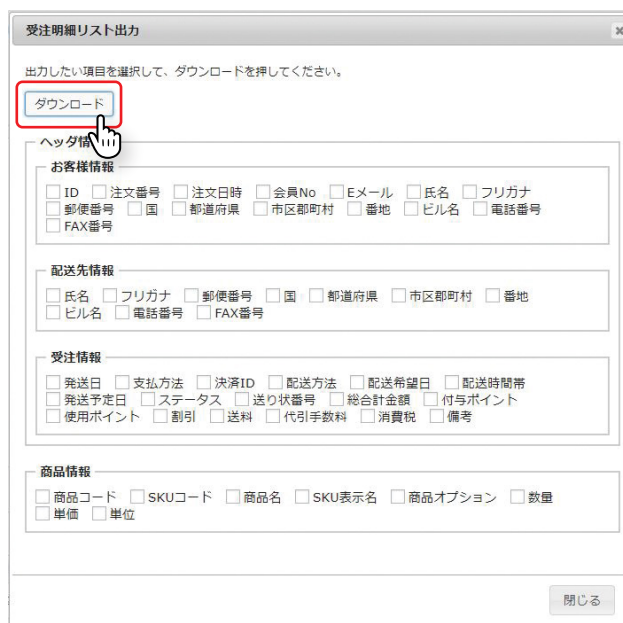 受注明細リスト出力
出力したい項目を選択して、ダウンロードを押してください。
ダウンロード
ヘッダ情
お客様情報
ID 注文番号 注文日時 会員No Eメール 氏名 フリガナ
郵便番号 国 都道府県 市区郡町村 番地 ビル名 電話番号
FAX番号
配送先情報
氏名 フリガナ 郵便番号 国 都道府県 市区郡町村 番地
ビル名 電話番号 FAX番号
受注情報
発送日 支払方法 決済ID 配送方法 配送希望日 配送時間帯
発送予定日 ステータス 送り状番号 総合計金額 付与ポイント
使用ポイント 割引 送料 代引手数料 消費税 備考
商品情報
商品コード SKUコード 商品名 SKU表示名 商品オプション 数量
単価 単位
閉じる